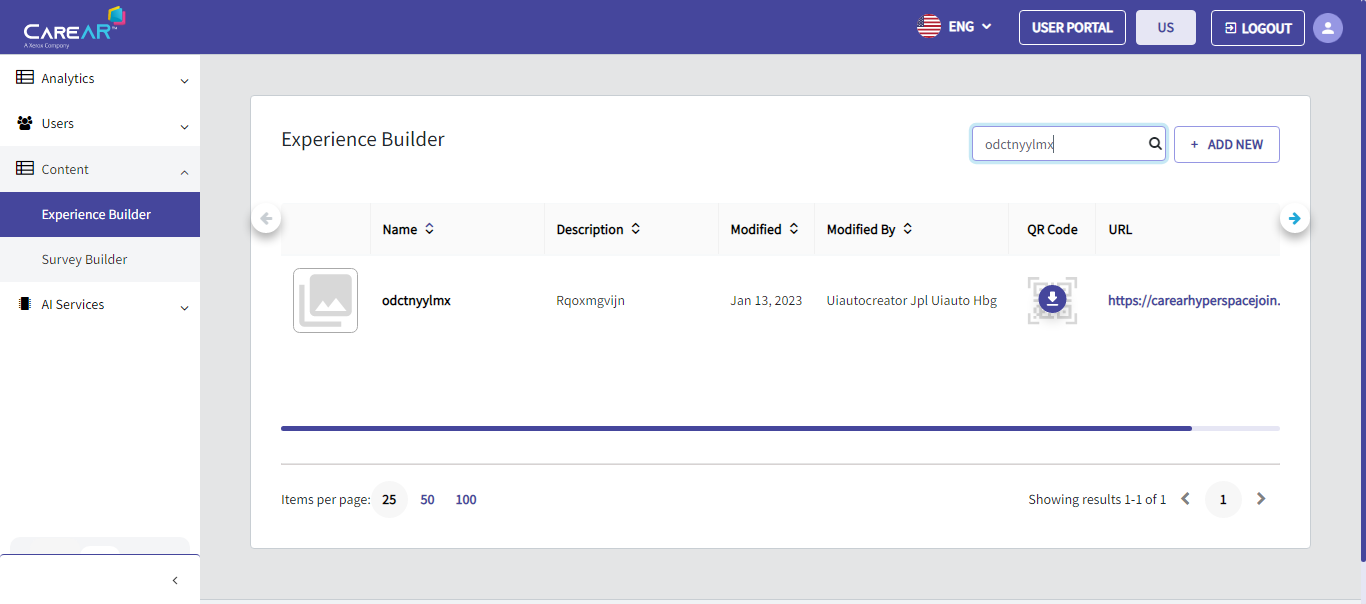 CAREAR™
A Xerox Company
ENG
USER PORTAL
US
LOGOUT
Analytics
Users
Content
Experience Builder
Survey Builder
AI Services
Experience Builder
odctnyylmx
+ ADD NEW
Name Description Modified Modified By QR Code URL
odctnyylmx Rqoxmgvijn Jan 13, 2023 Uiautocreator Jpl Uiauto Hbg https://carearhyperspacejoin.
Items per page: 25 50 100
Showing results 1-1 of 1
1